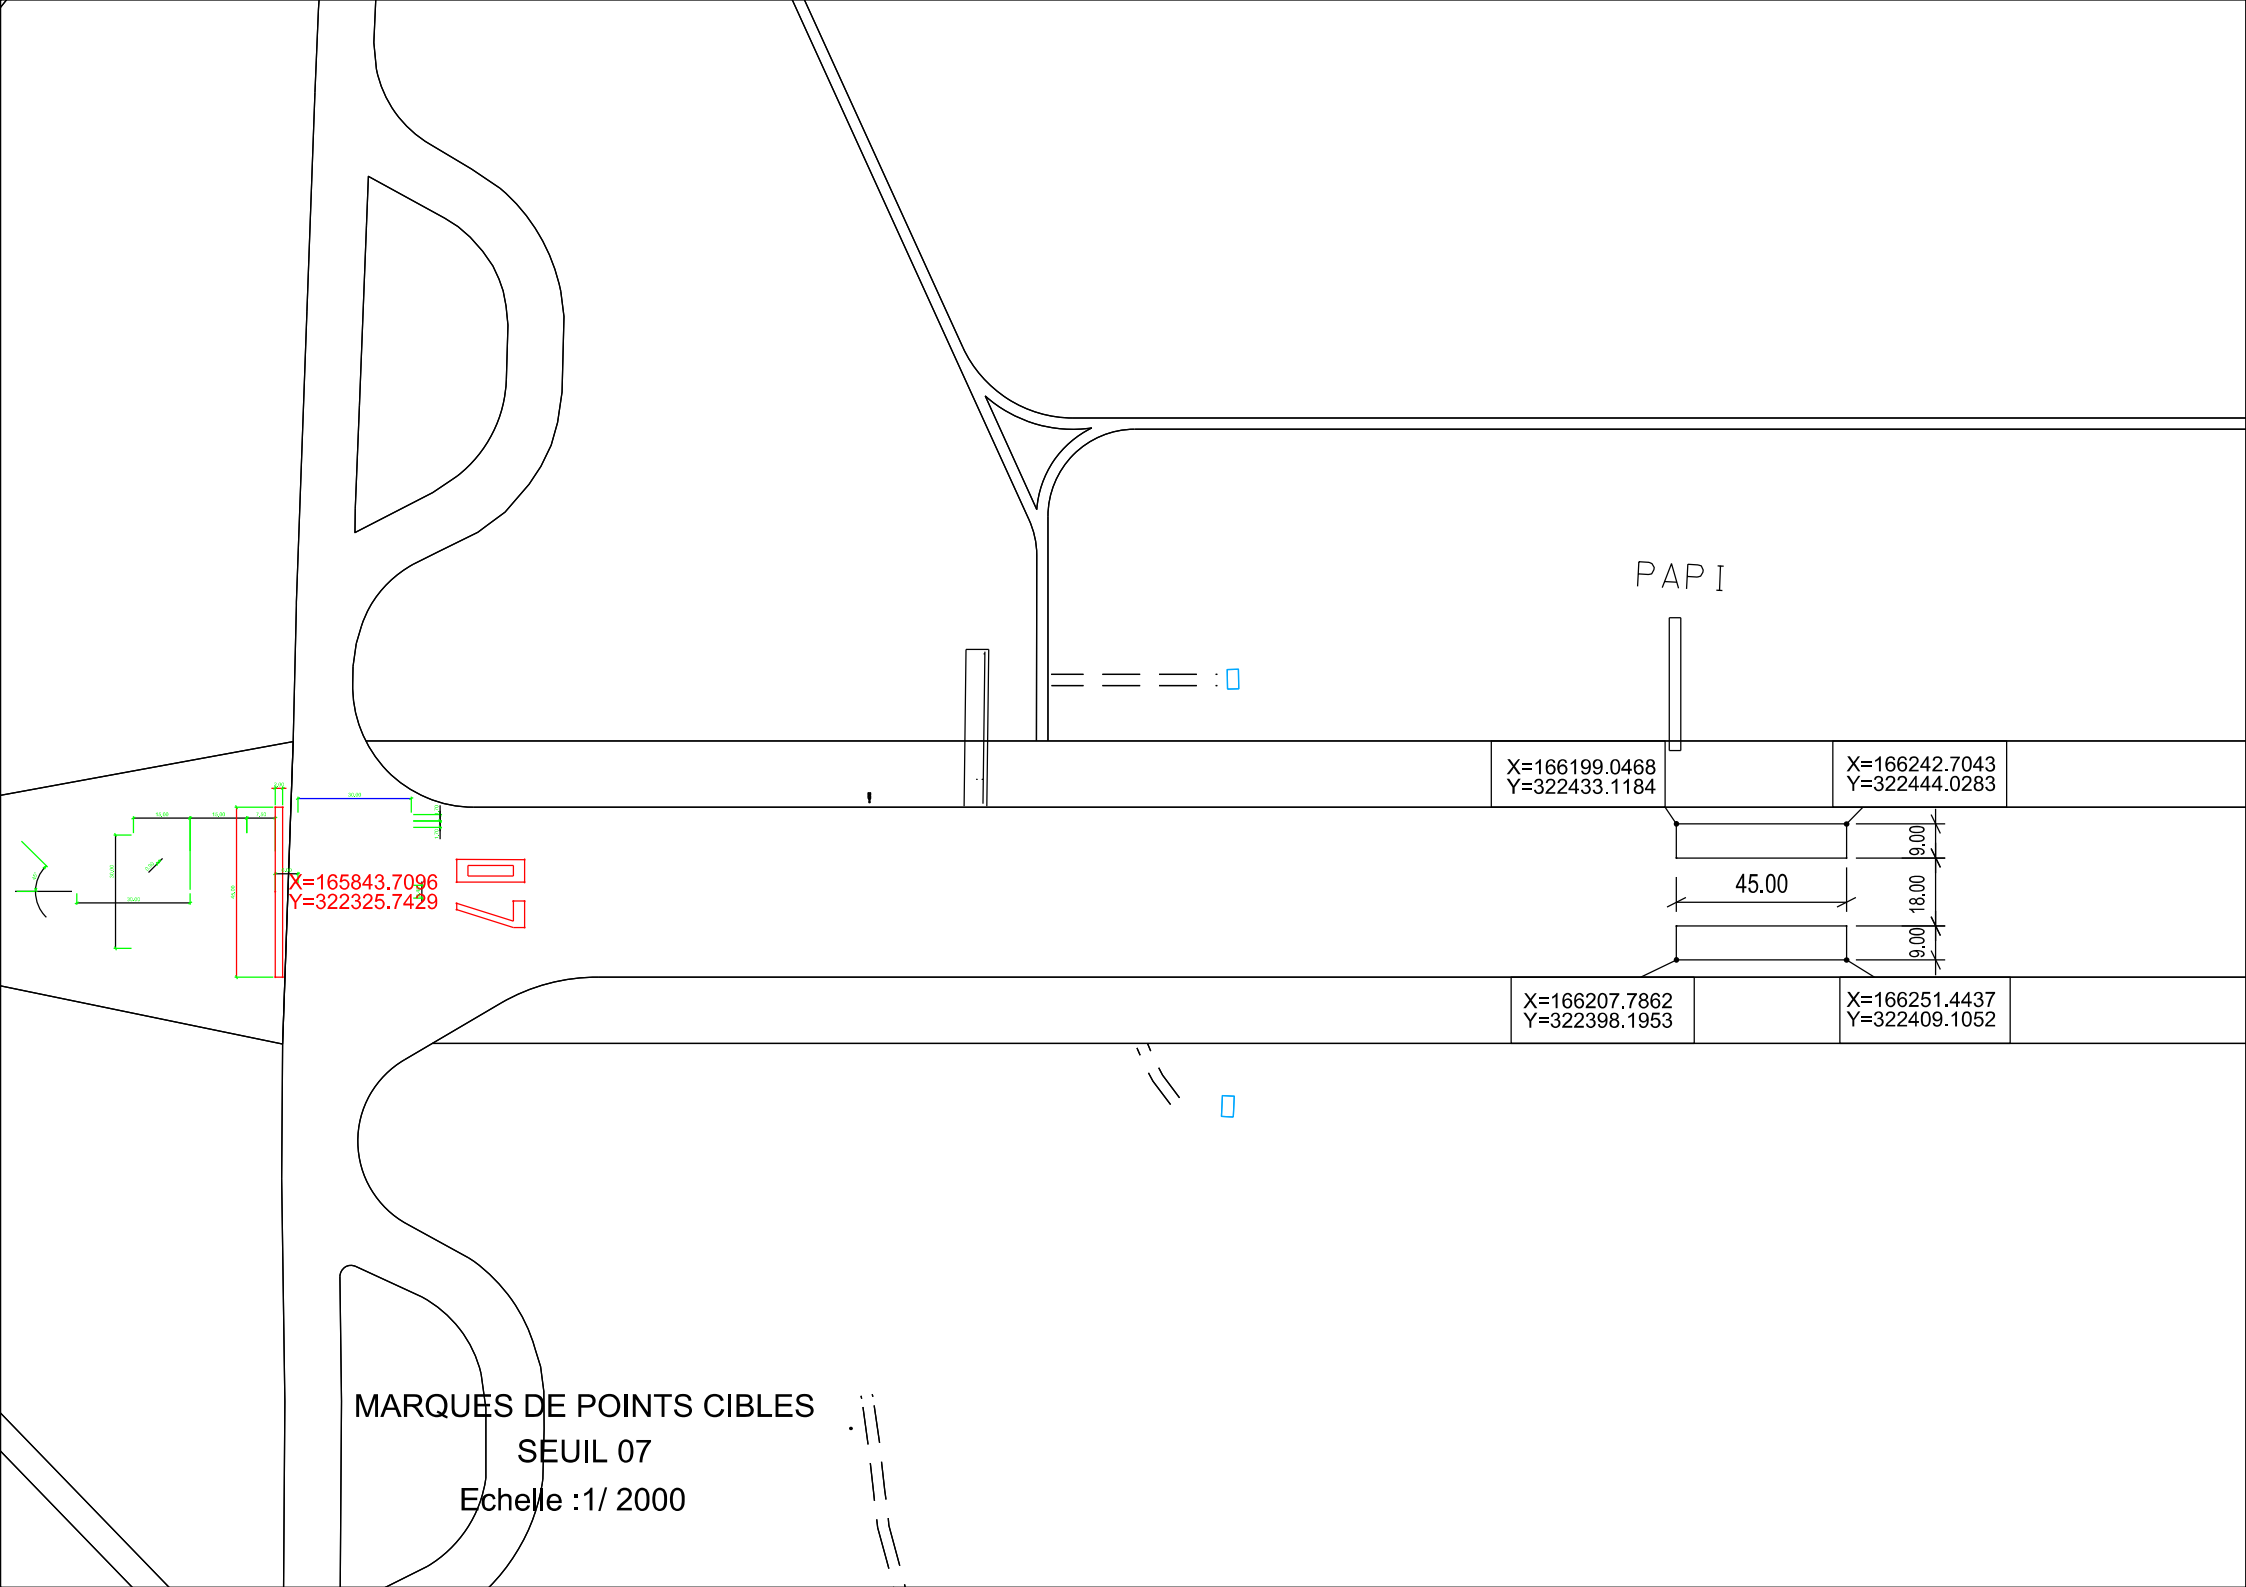 PAPI
X=166199.0468
Y=322433.1184
X=166242.7043
Y=322444.0283
X=165843.7096
Y=322325.7429
07
45.00
9.00
18.00
9.00
X=166207.7862
Y=322398.1953
X=166251.4437
Y=322409.1052
MARQUES DE POINTS CIBLES
SEUIL 07
Echelle :1/ 2000